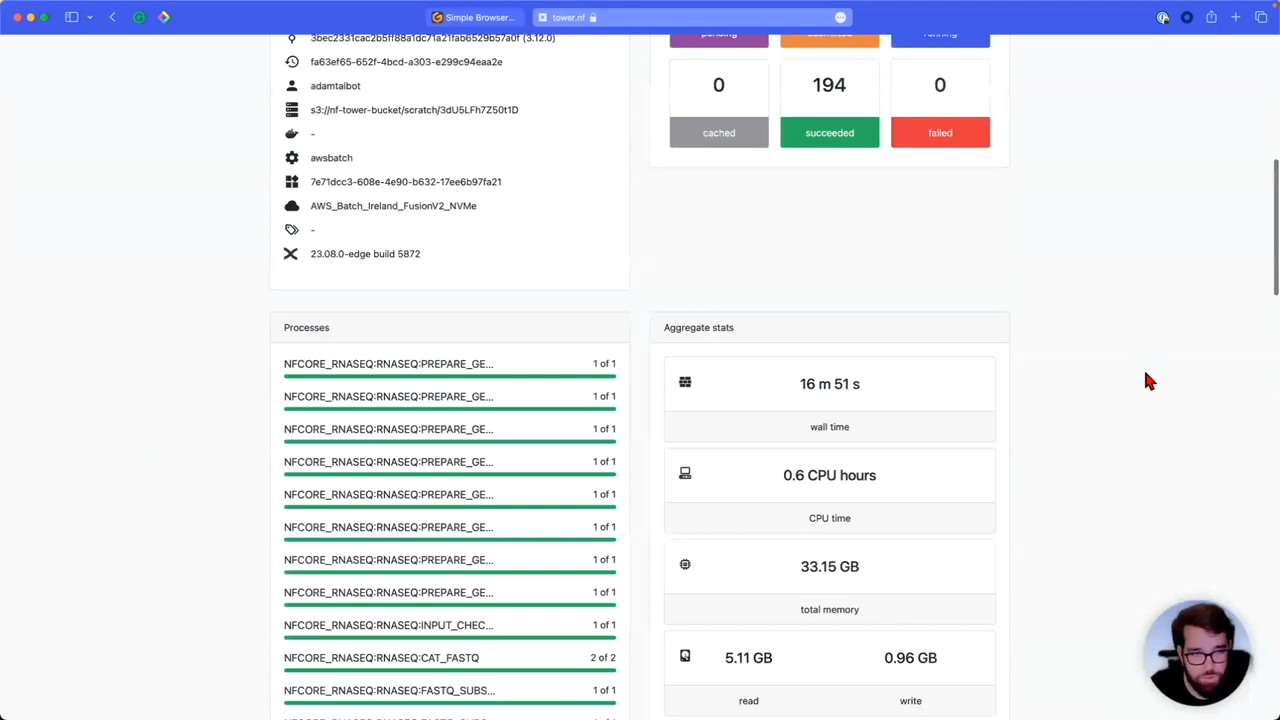 Simple Browser...
tower.nf
3bec2331cac2b5ff88a1dc71a21fab6529b57a0f (3.12.0)
fa63ef65-652f-4bcd-a303-e299c94eaa2e
adamtalbot
s3://nf-tower-bucket/scratch/3dU5LFh7Z50t1D
-
awsbatch
7e71dcc3-608e-4e90-b632-17ee6b97fa21
AWS_Batch_Ireland_FusionV2_NVMe
-
23.08.0-edge build 5872
pending
submitted
running
0
194
0
cached
succeeded
failed
Processes
NFCORE_RNASEQ:RNASEQ:PREPARE_GE... 1 of 1
NFCORE_RNASEQ:RNASEQ:PREPARE_GE... 1 of 1
NFCORE_RNASEQ:RNASEQ:PREPARE_GE... 1 of 1
NFCORE_RNASEQ:RNASEQ:PREPARE_GE... 1 of 1
NFCORE_RNASEQ:RNASEQ:PREPARE_GE... 1 of 1
NFCORE_RNASEQ:RNASEQ:PREPARE_GE... 1 of 1
NFCORE_RNASEQ:RNASEQ:PREPARE_GE... 1 of 1
NFCORE_RNASEQ:RNASEQ:PREPARE_GE... 1 of 1
NFCORE_RNASEQ:RNASEQ:INPUT_CHEC... 1 of 1
NFCORE_RNASEQ:RNASEQ:CAT_FASTQ 2 of 2
NFCORE_RNASEQ:RNASEQ:FASTQ_SUBS... 1 of 1
Aggregate stats
16 m 51 s
wall time
0.6 CPU hours
CPU time
33.15 GB
total memory
5.11 GB
0.96 GB
read
write